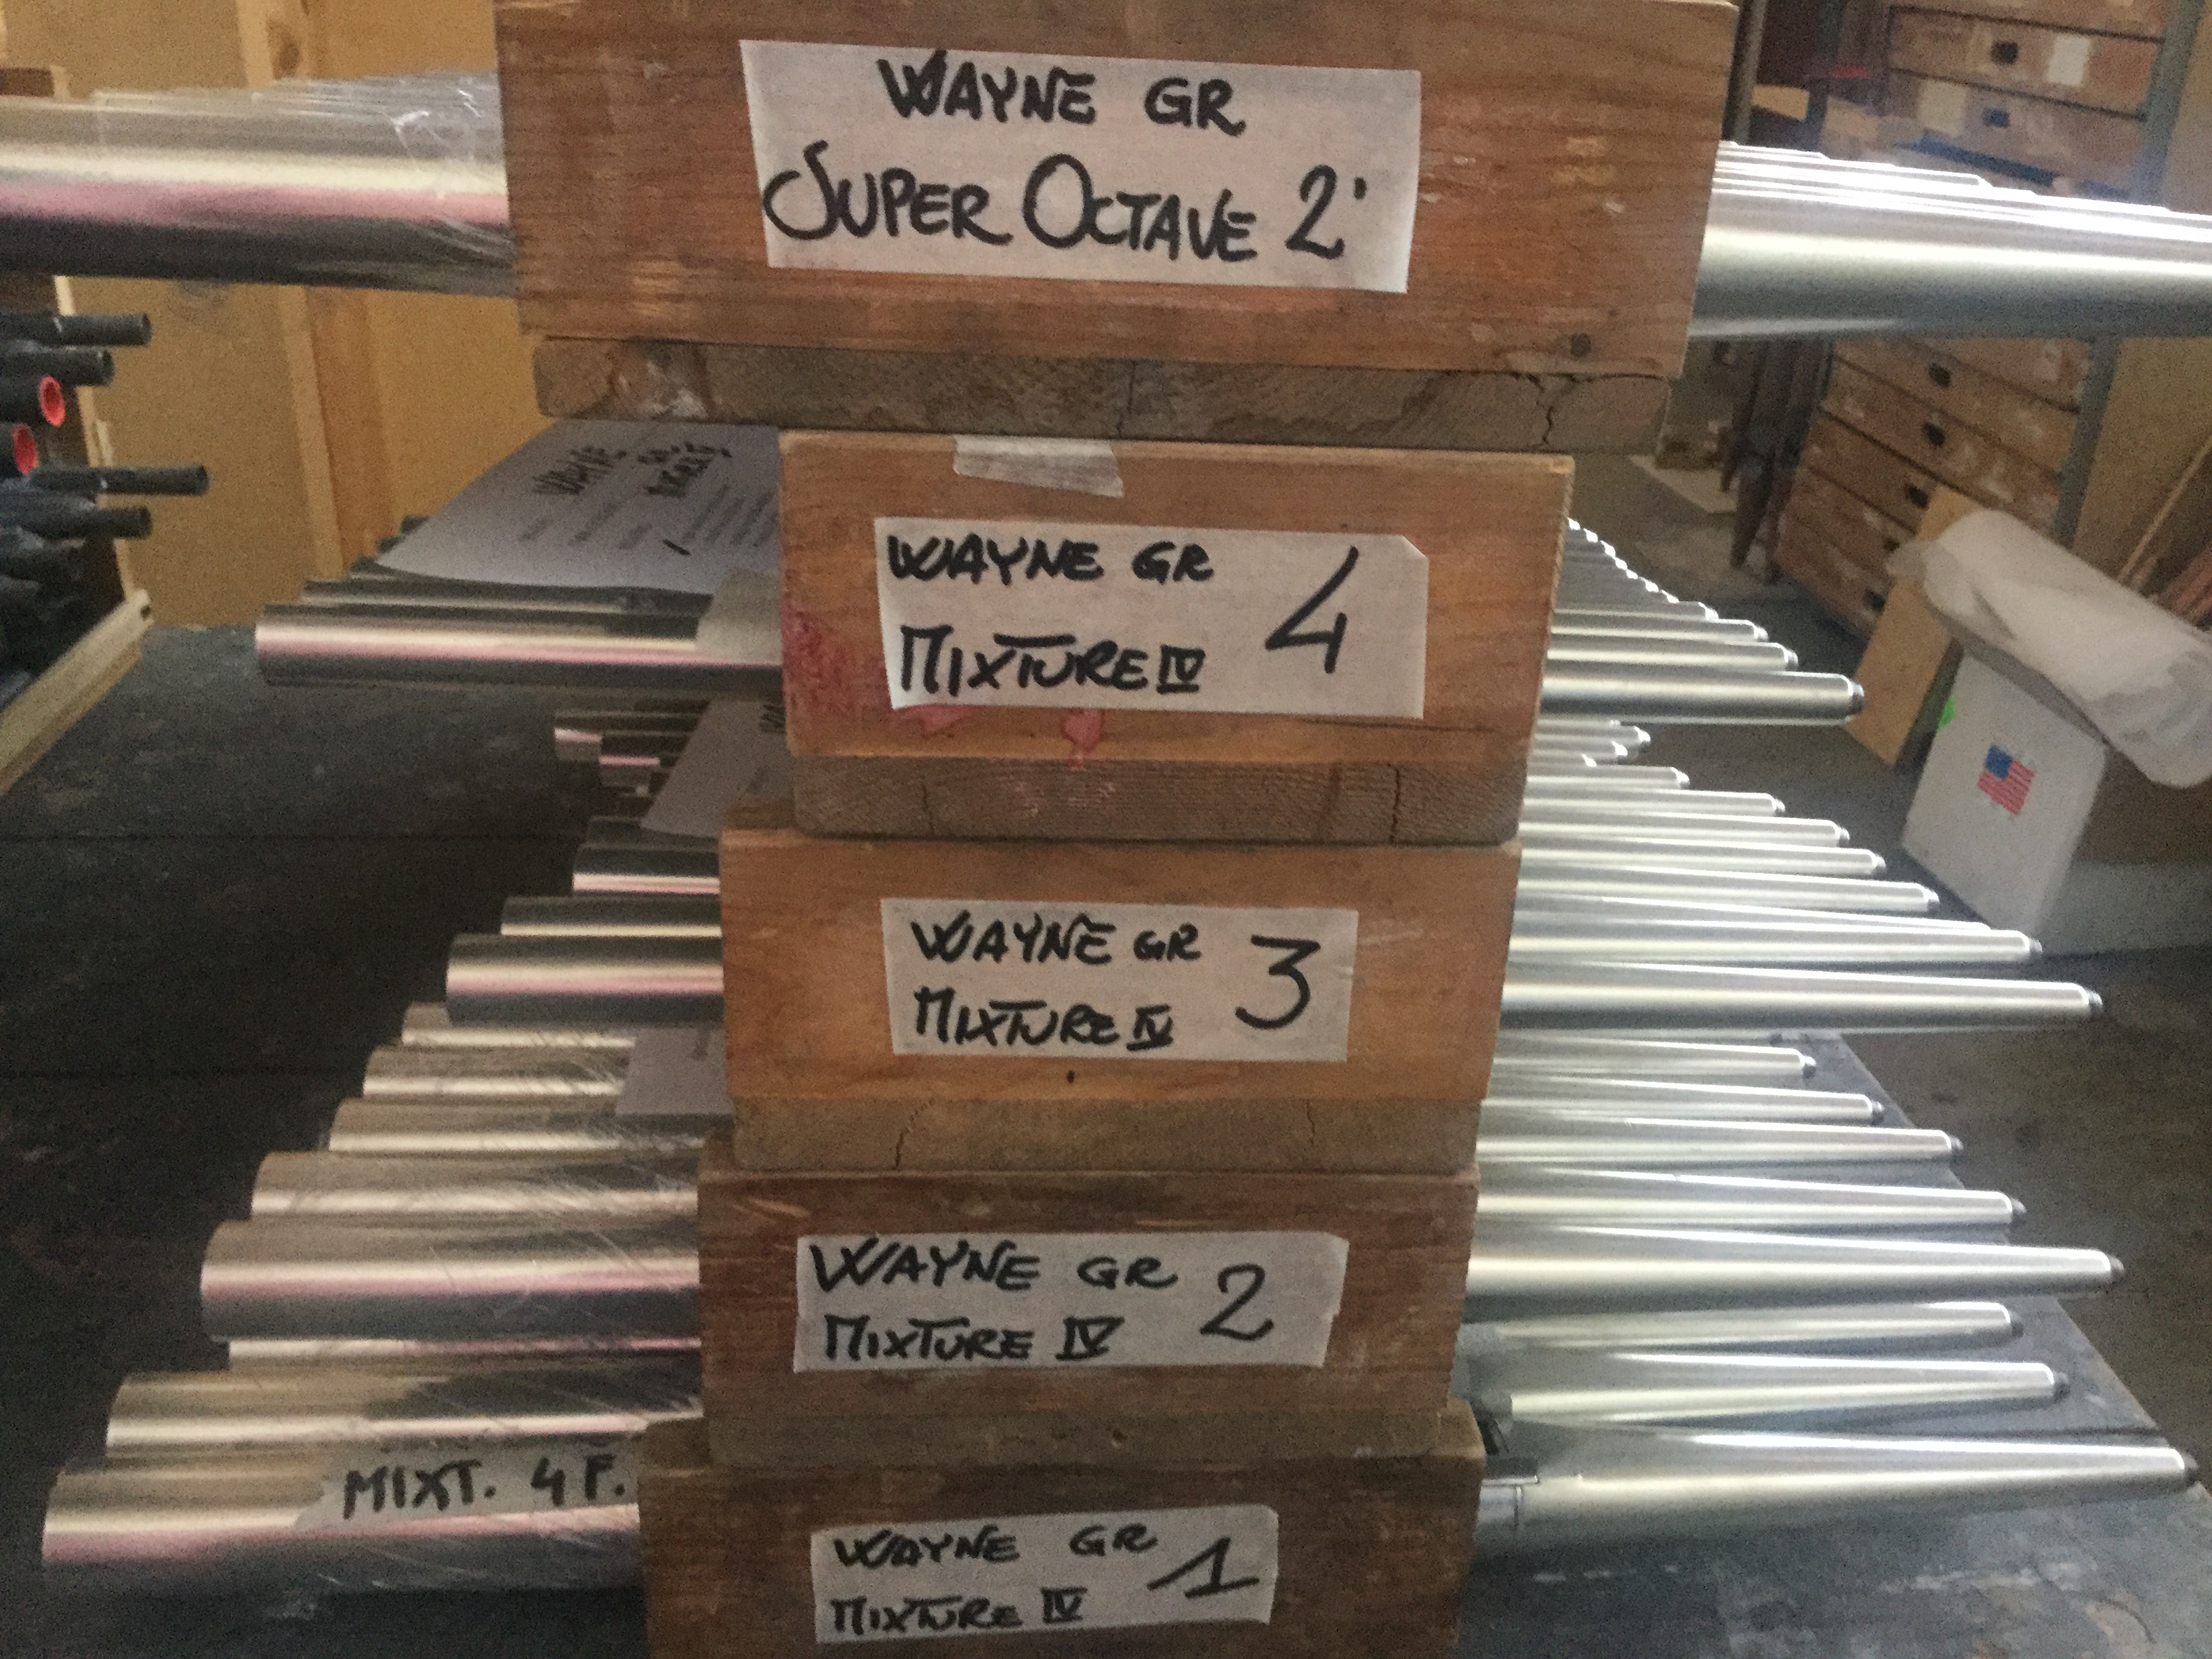 WAYNE GR
SUPER OCTAVE 2'
WAYNE GR
MIXTURE IV 4
WAYNE GR
MIXTURE IV 3
WAYNE GR
MIXTURE IV 2
MIXT. 4 F.
WAYNE GR
MIXTURE IV 1